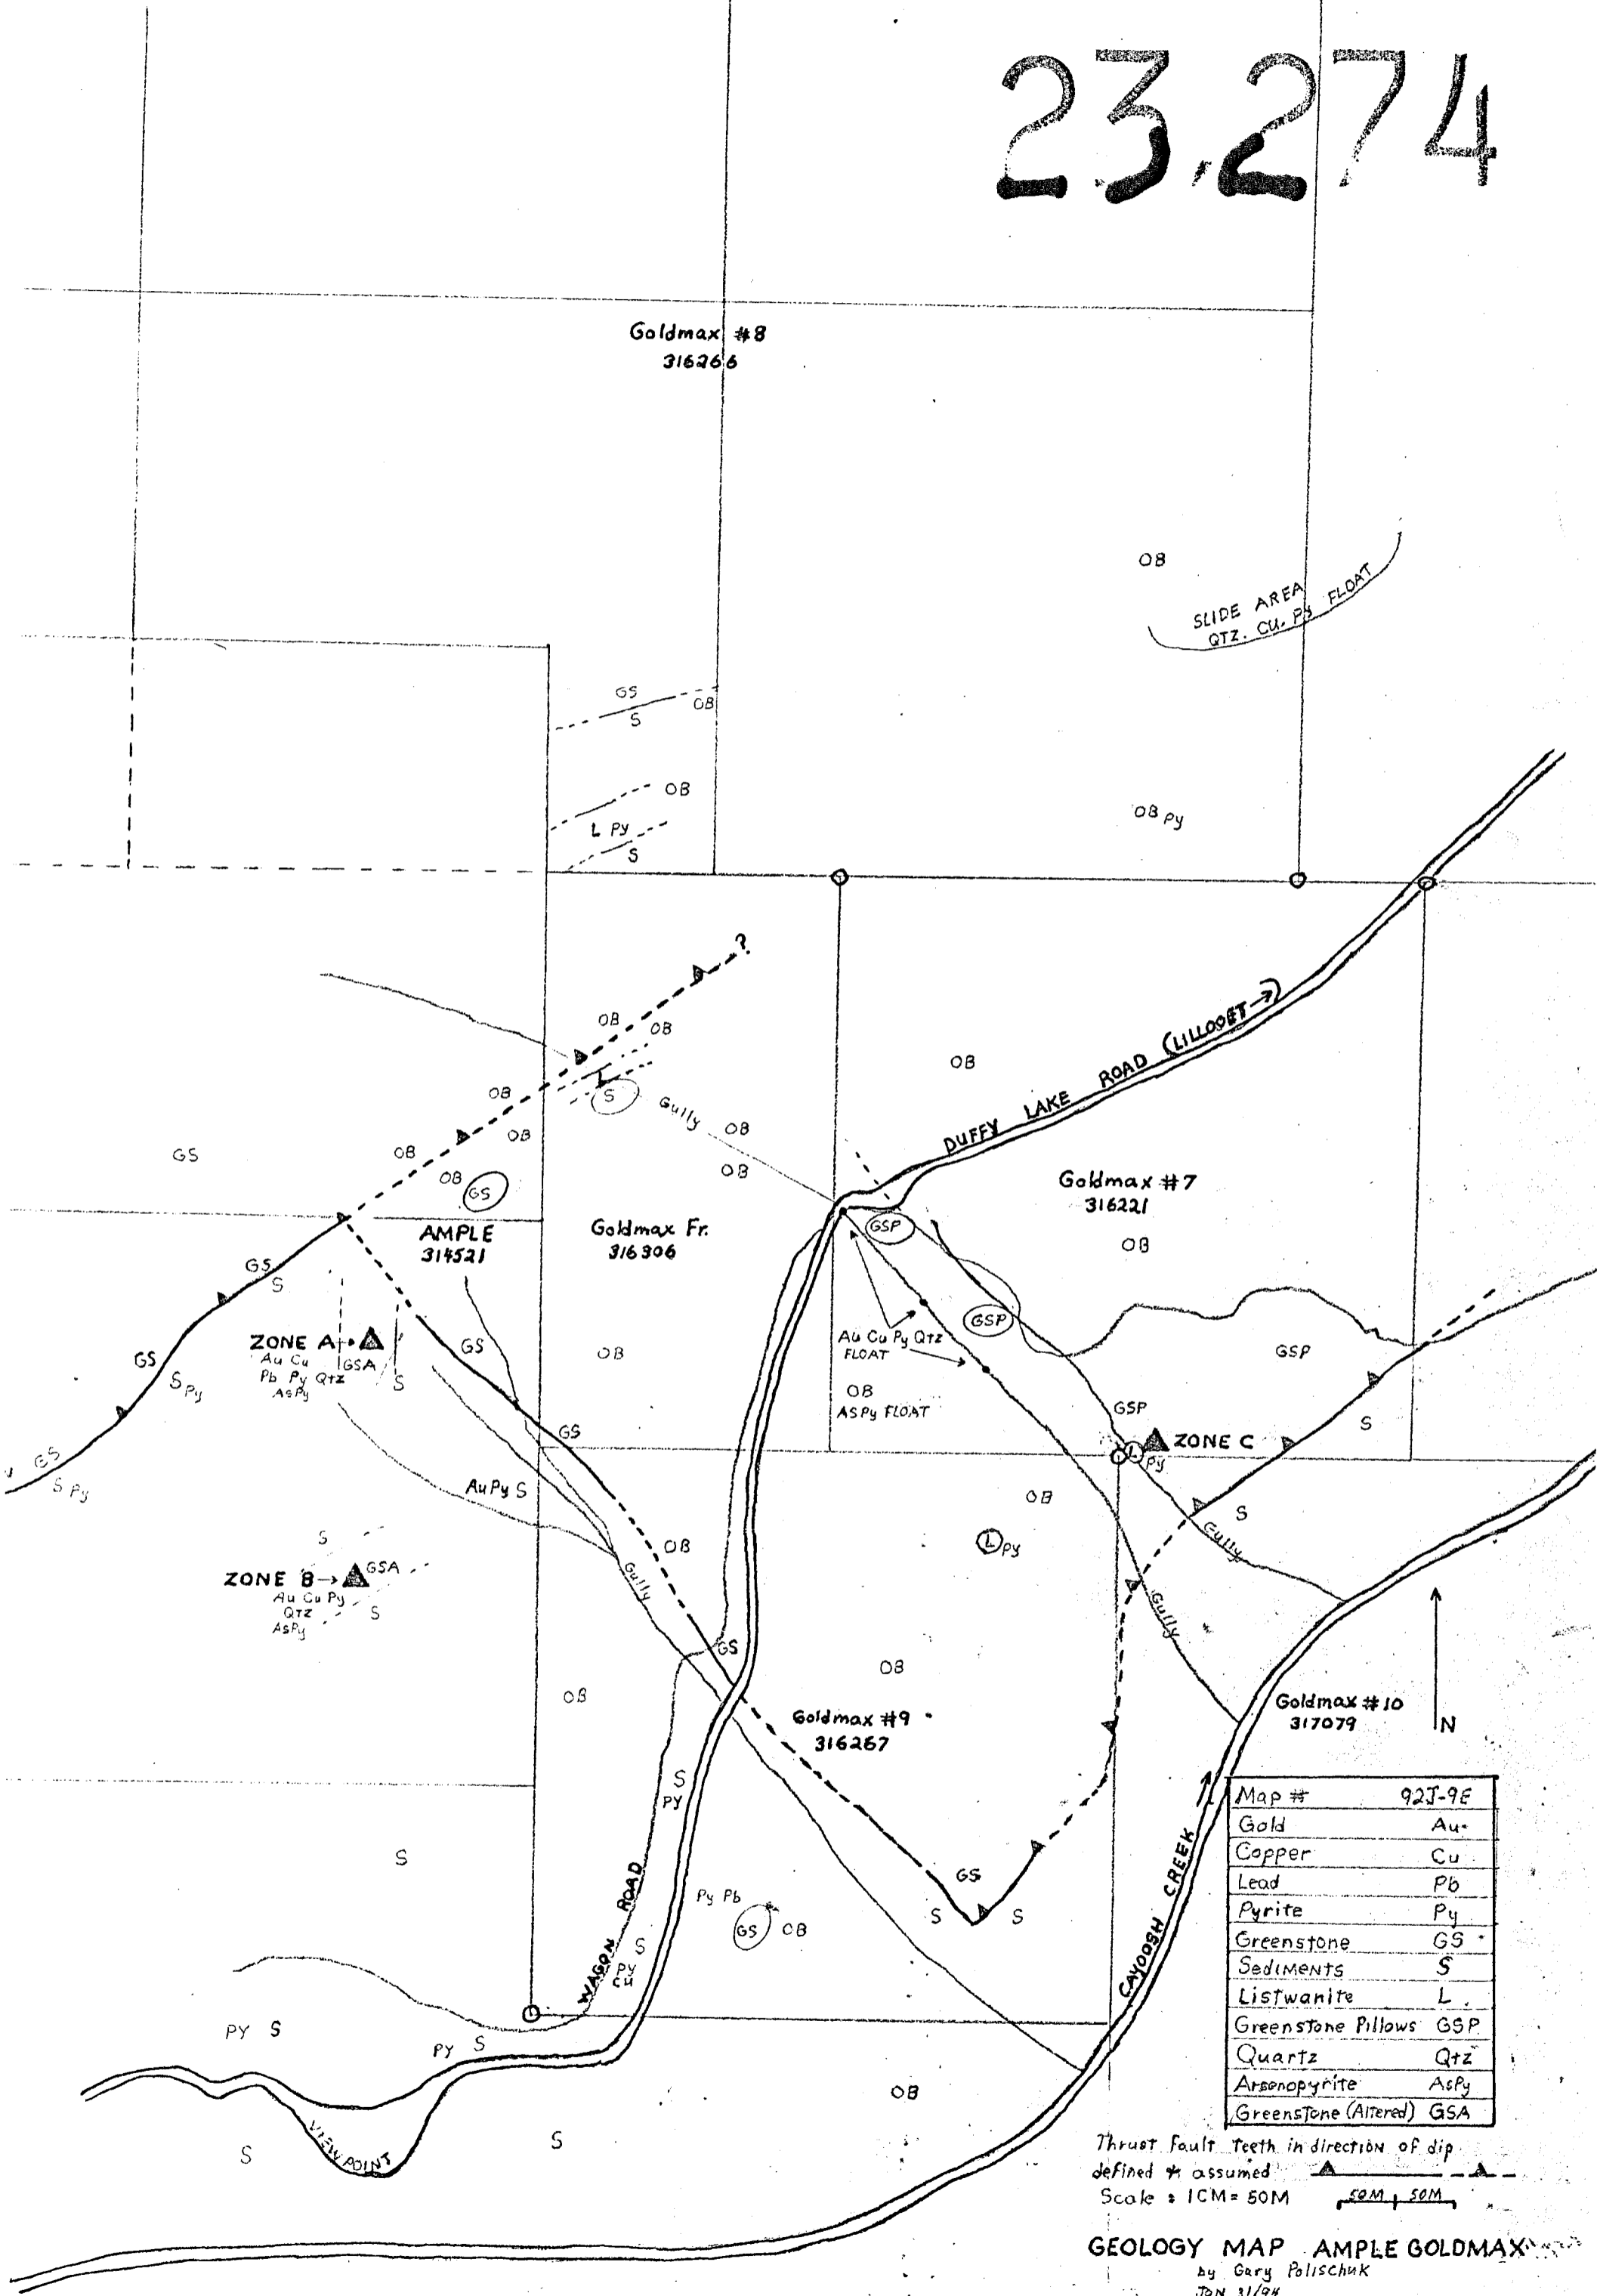 23,274
Goldmax #8
316266
OB
SLIDE AREA
QTZ. CU. Py FLOAT
GS
OB
S
OB
L Py
S
OB Py
?
OB
OB
OB
L
S
OB
Gully
OB
OB
OB
OB
OB
GS
GS
OB
DUFFY LAKE ROAD (LILLOOET →)
Goldmax #7
316221
OB
AMPLE
314521
Goldmax Fr.
316306
GSP
GSP
GS
S
ZONE A→
Au Cu
Pb Py Qtz
AsPy
GSA
S
GS
GS
S Py
OB
Au Cu Py Qtz
FLOAT
OB
ASPy FLOAT
GSP
GSP
S
ZONE C
L
Py
GS
GS
S Py
Au Py S
OB
S
Gully
S
ZONE B→
GSA
Au Cu Py
QTZ
AsPy
S
OB
Gully
L Py
Gully
GS
OB
OB
Goldmax #9
316267
Goldmax #10
317079
N
S
PY
S
WAGON ROAD
Py Pb
GS
OB
S
Py
Cu
GS
S
S
CAYOOSH CREEK
PY S
PY S
VIEWPOINT
S
S
OB
Map # 92J-9E
Gold Au
Copper Cu
Lead Pb
Pyrite Py
Greenstone GS
Sediments S
Listwanite L
Greenstone Pillows GSP
Quartz Qtz
Arsenopyrite AsPy
Greenstone (Altered) GSA
Thrust fault Teeth in direction of dip
defined & assumed
Scale : 1CM = 50M
50M 50M
GEOLOGY MAP AMPLE GOLDMAX
by Gary Polischuk
JAN 31/94